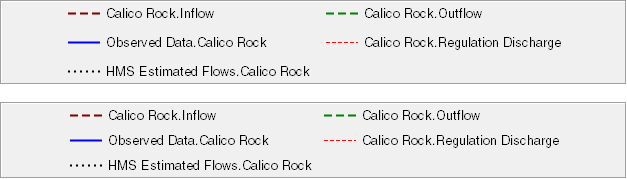 Calico Rock.Inflow Calico Rock.Outflow
Observed Data.Calico Rock Calico Rock.Regulation Discharge
HMS Estimated Flows.Calico Rock
Calico Rock.Inflow Calico Rock.Outflow
Observed Data.Calico Rock Calico Rock.Regulation Discharge
HMS Estimated Flows.Calico Rock